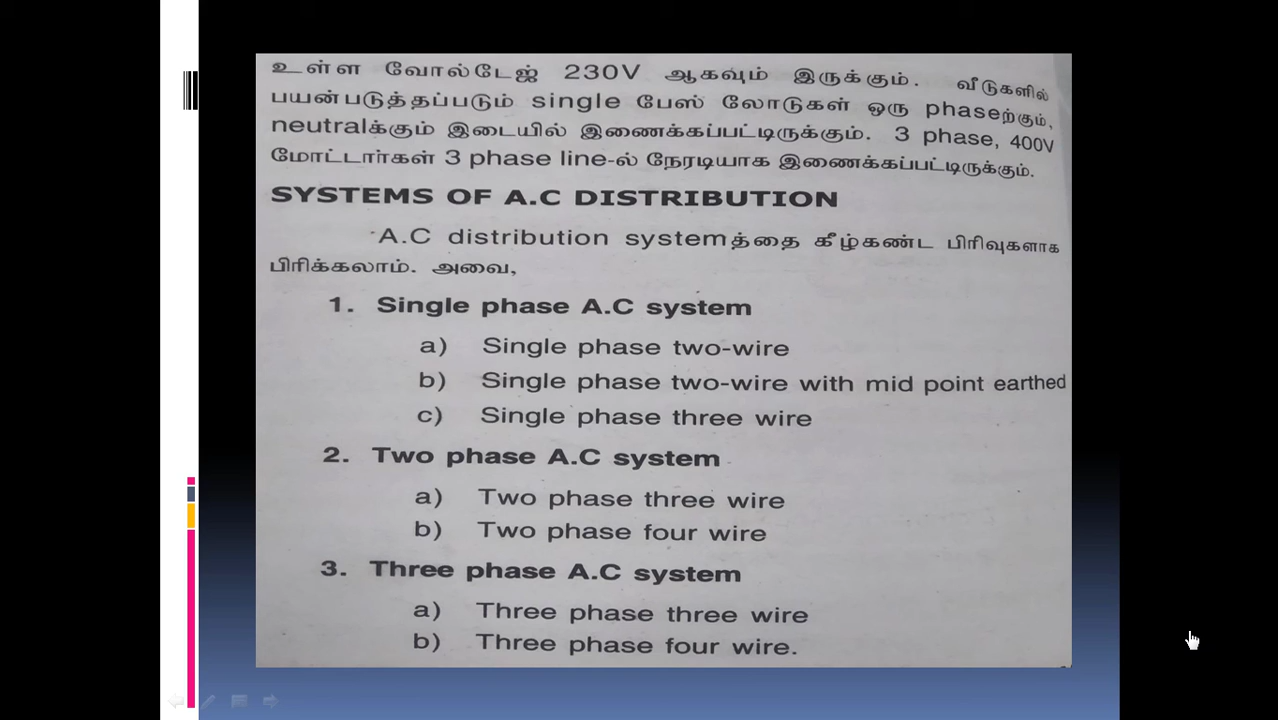 உள்ள வோல்டேஜ் 230V ஆகவும் இருக்கும். வீடுகளில்
பயன்படுத்தப்படும் single பேஸ் லோடுகள் ஒரு phaseற்கும்,
neutralக்கும் இடையில் இணைக்கப்பட்டிருக்கும். 3 phase, 400V
மோட்டார்கள் 3 phase line-ல் நேரடியாக இணைக்கப்பட்டிருக்கும்.
SYSTEMS OF A.C DISTRIBUTION
A.C distribution systemத்தை கீழ்கண்ட பிரிவுகளாக
பிரிக்கலாம். அவை,
1. Single phase A.C system
a) Single phase two-wire
b) Single phase two-wire with mid point earthed
c) Single phase three wire
2. Two phase A.C system
a) Two phase three wire
b) Two phase four wire
3. Three phase A.C system
a) Three phase three wire
b) Three phase four wire.